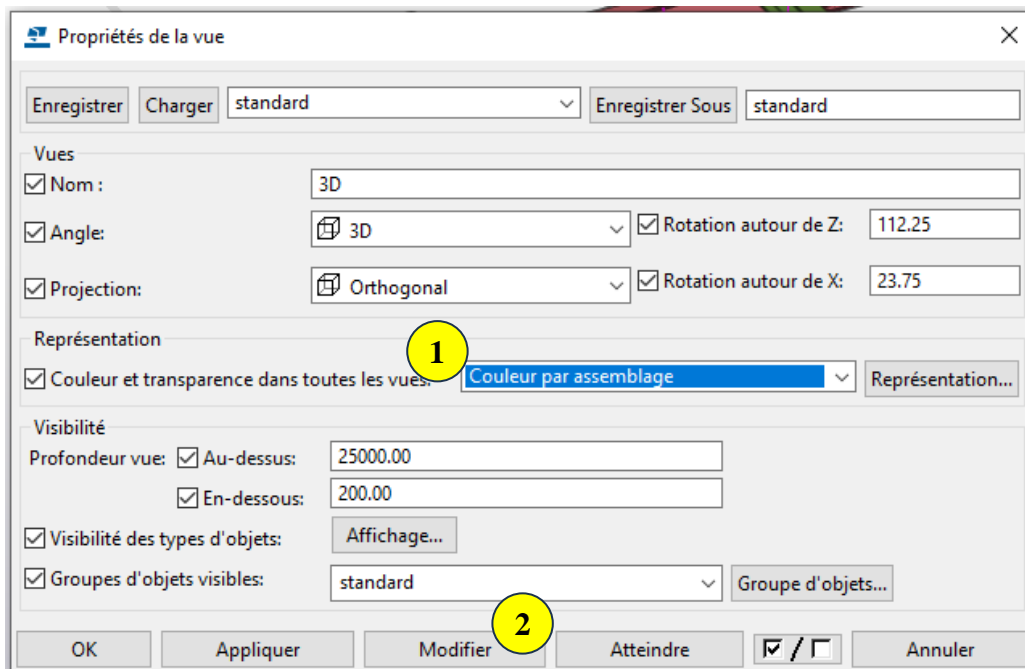 Propriétés de la vue
Enregistrer Charger standard Enregistrer Sous standard
Vues
Nom : 3D
Angle: 3D Rotation autour de Z: 112.25
Projection: Orthogonal Rotation autour de X: 23.75
Représentation
1
Couleur et transparence dans toutes les vues: Couleur par assemblage Représentation...
Visibilité
Profondeur vue: Au-dessus: 25000.00
En-dessous: 200.00
Visibilité des types d'objets: Affichage...
Groupes d'objets visibles: standard Groupe d'objets...
2
OK Appliquer Modifier Atteindre / Annuler